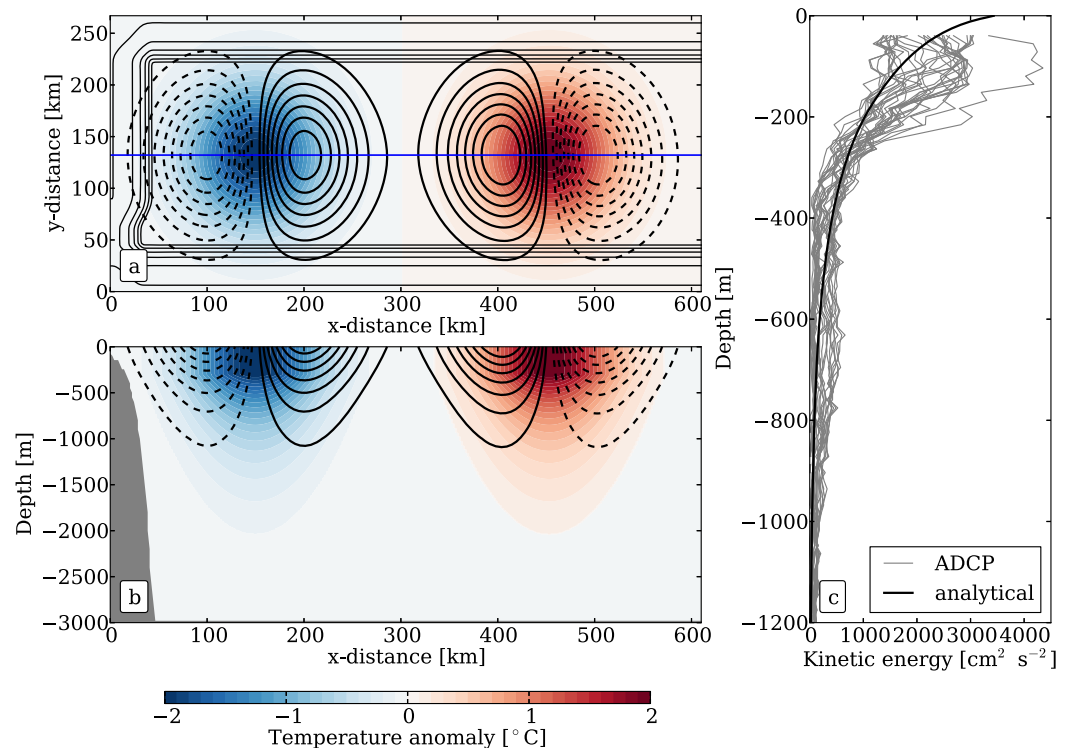 250
200
150
100
50
0
y-distance [km]
a
0 100 200 300 400 500 600
x-distance [km]
0
−500
−1000
−1500
−2000
−2500
−3000
Depth [m]
b
0 100 200 300 400 500 600
x-distance [km]
−2 −1 0 1 2
Temperature anomaly [°C]
0
−200
−400
−600
−800
−1000
−1200
Depth [m]
ADCP
analytical
c
0 1000 2000 3000 4000
Kinetic energy [cm² s⁻²]